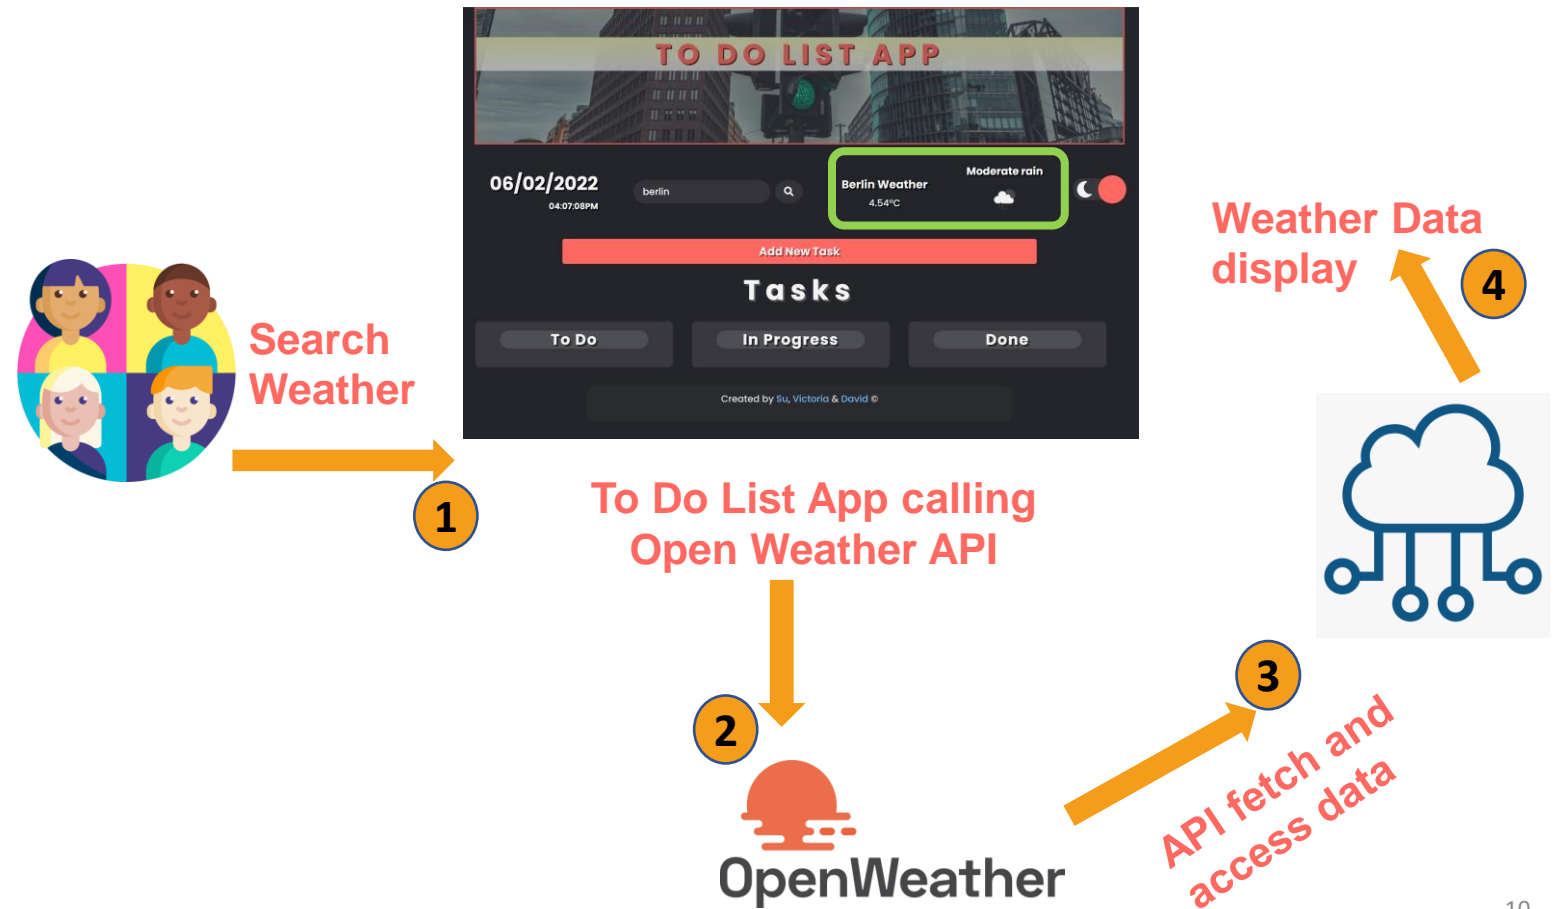 TO DO LIST APP
06/02/2022
04:07:08PM
berlin
Berlin Weather
4.54°C
Moderate rain
Add New Task
Tasks
To Do
In Progress
Done
Created by Su, Victoria & David ©
Search
Weather
1
To Do List App calling
Open Weather API
2
OpenWeather
3
API fetch and
access data
Weather Data
display
4